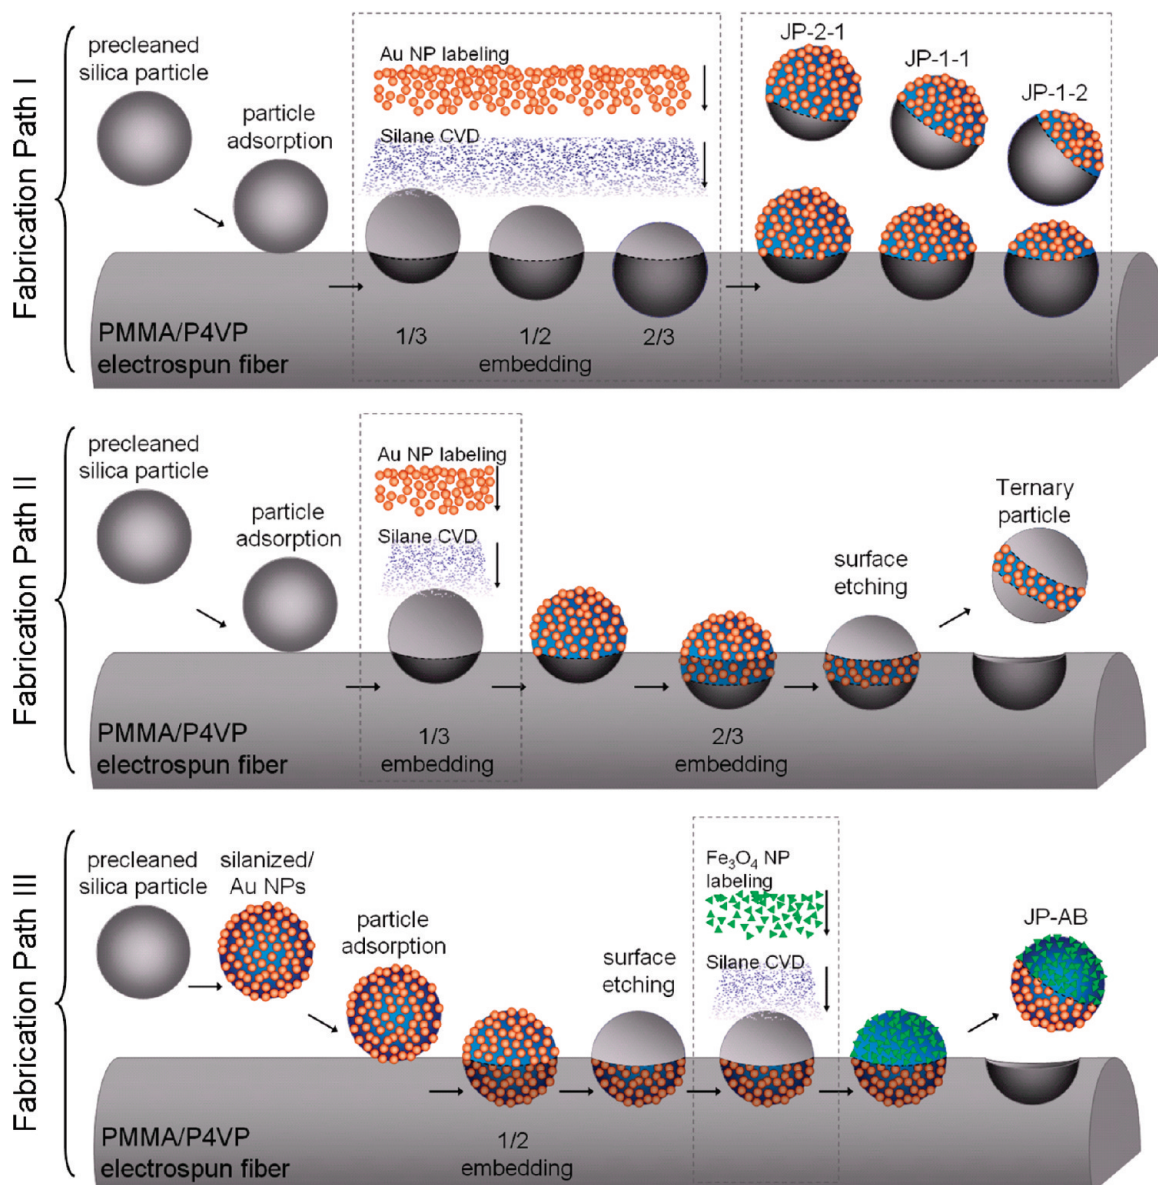 Fabrication Path I
precleaned
silica particle
particle
adsorption
Au NP labeling
Silane CVD
JP-2-1
JP-1-1
JP-1-2
PMMA/P4VP
electrospun fiber
1/3
1/2
2/3
embedding
Fabrication Path II
precleaned
silica particle
particle
adsorption
Au NP labeling
Silane CVD
surface
etching
Ternary
particle
PMMA/P4VP
electrospun fiber
1/3
embedding
2/3
embedding
Fabrication Path III
precleaned
silica particle
silanized/
Au NPs
particle
adsorption
surface
etching
Fe₃O₄ NP
labeling
Silane CVD
JP-AB
PMMA/P4VP
electrospun fiber
1/2
embedding